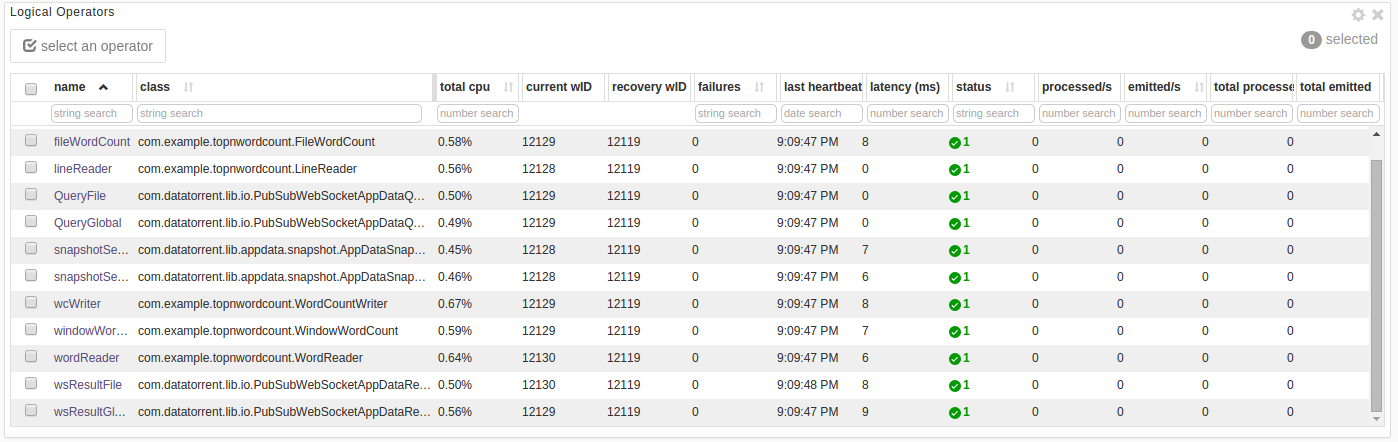 Logical Operators
select an operator
0 selected
name class total cpu current wID recovery wID failures last heartbeat latency (ms) status processed/s emitted/s total processe total emitted
string search string search number search string search date search number search string search number search number search number search number search
fileWordCount com.example.topnwordcount.FileWordCount 0.58% 12129 12119 0 9:09:47 PM 8 1 0 0 0 0
lineReader com.example.topnwordcount.LineReader 0.56% 12128 12119 0 9:09:47 PM 0 1 0 0 0 0
QueryFile com.datatorrent.lib.io.PubSubWebSocketAppDataQ... 0.50% 12129 12119 0 9:09:47 PM 0 1 0 0 0 0
QueryGlobal com.datatorrent.lib.io.PubSubWebSocketAppDataQ... 0.49% 12129 12119 0 9:09:47 PM 0 1 0 0 0 0
snapshotSe... com.datatorrent.lib.appdata.snapshot.AppDataSnap... 0.45% 12128 12119 0 9:09:47 PM 7 1 0 0 0 0
snapshotSe... com.datatorrent.lib.appdata.snapshot.AppDataSnap... 0.46% 12128 12119 0 9:09:47 PM 6 1 0 0 0 0
wcWriter com.example.topnwordcount.WordCountWriter 0.67% 12129 12119 0 9:09:47 PM 8 1 0 0 0 0
windowWor... com.example.topnwordcount.WindowWordCount 0.59% 12129 12119 0 9:09:47 PM 7 1 0 0 0 0
wordReader com.example.topnwordcount.WordReader 0.64% 12130 12119 0 9:09:47 PM 6 1 0 0 0 0
wsResultFile com.datatorrent.lib.io.PubSubWebSocketAppDataRe... 0.50% 12130 12119 0 9:09:48 PM 8 1 0 0 0 0
wsResultGl... com.datatorrent.lib.io.PubSubWebSocketAppDataRe... 0.56% 12129 12119 0 9:09:47 PM 9 1 0 0 0 0